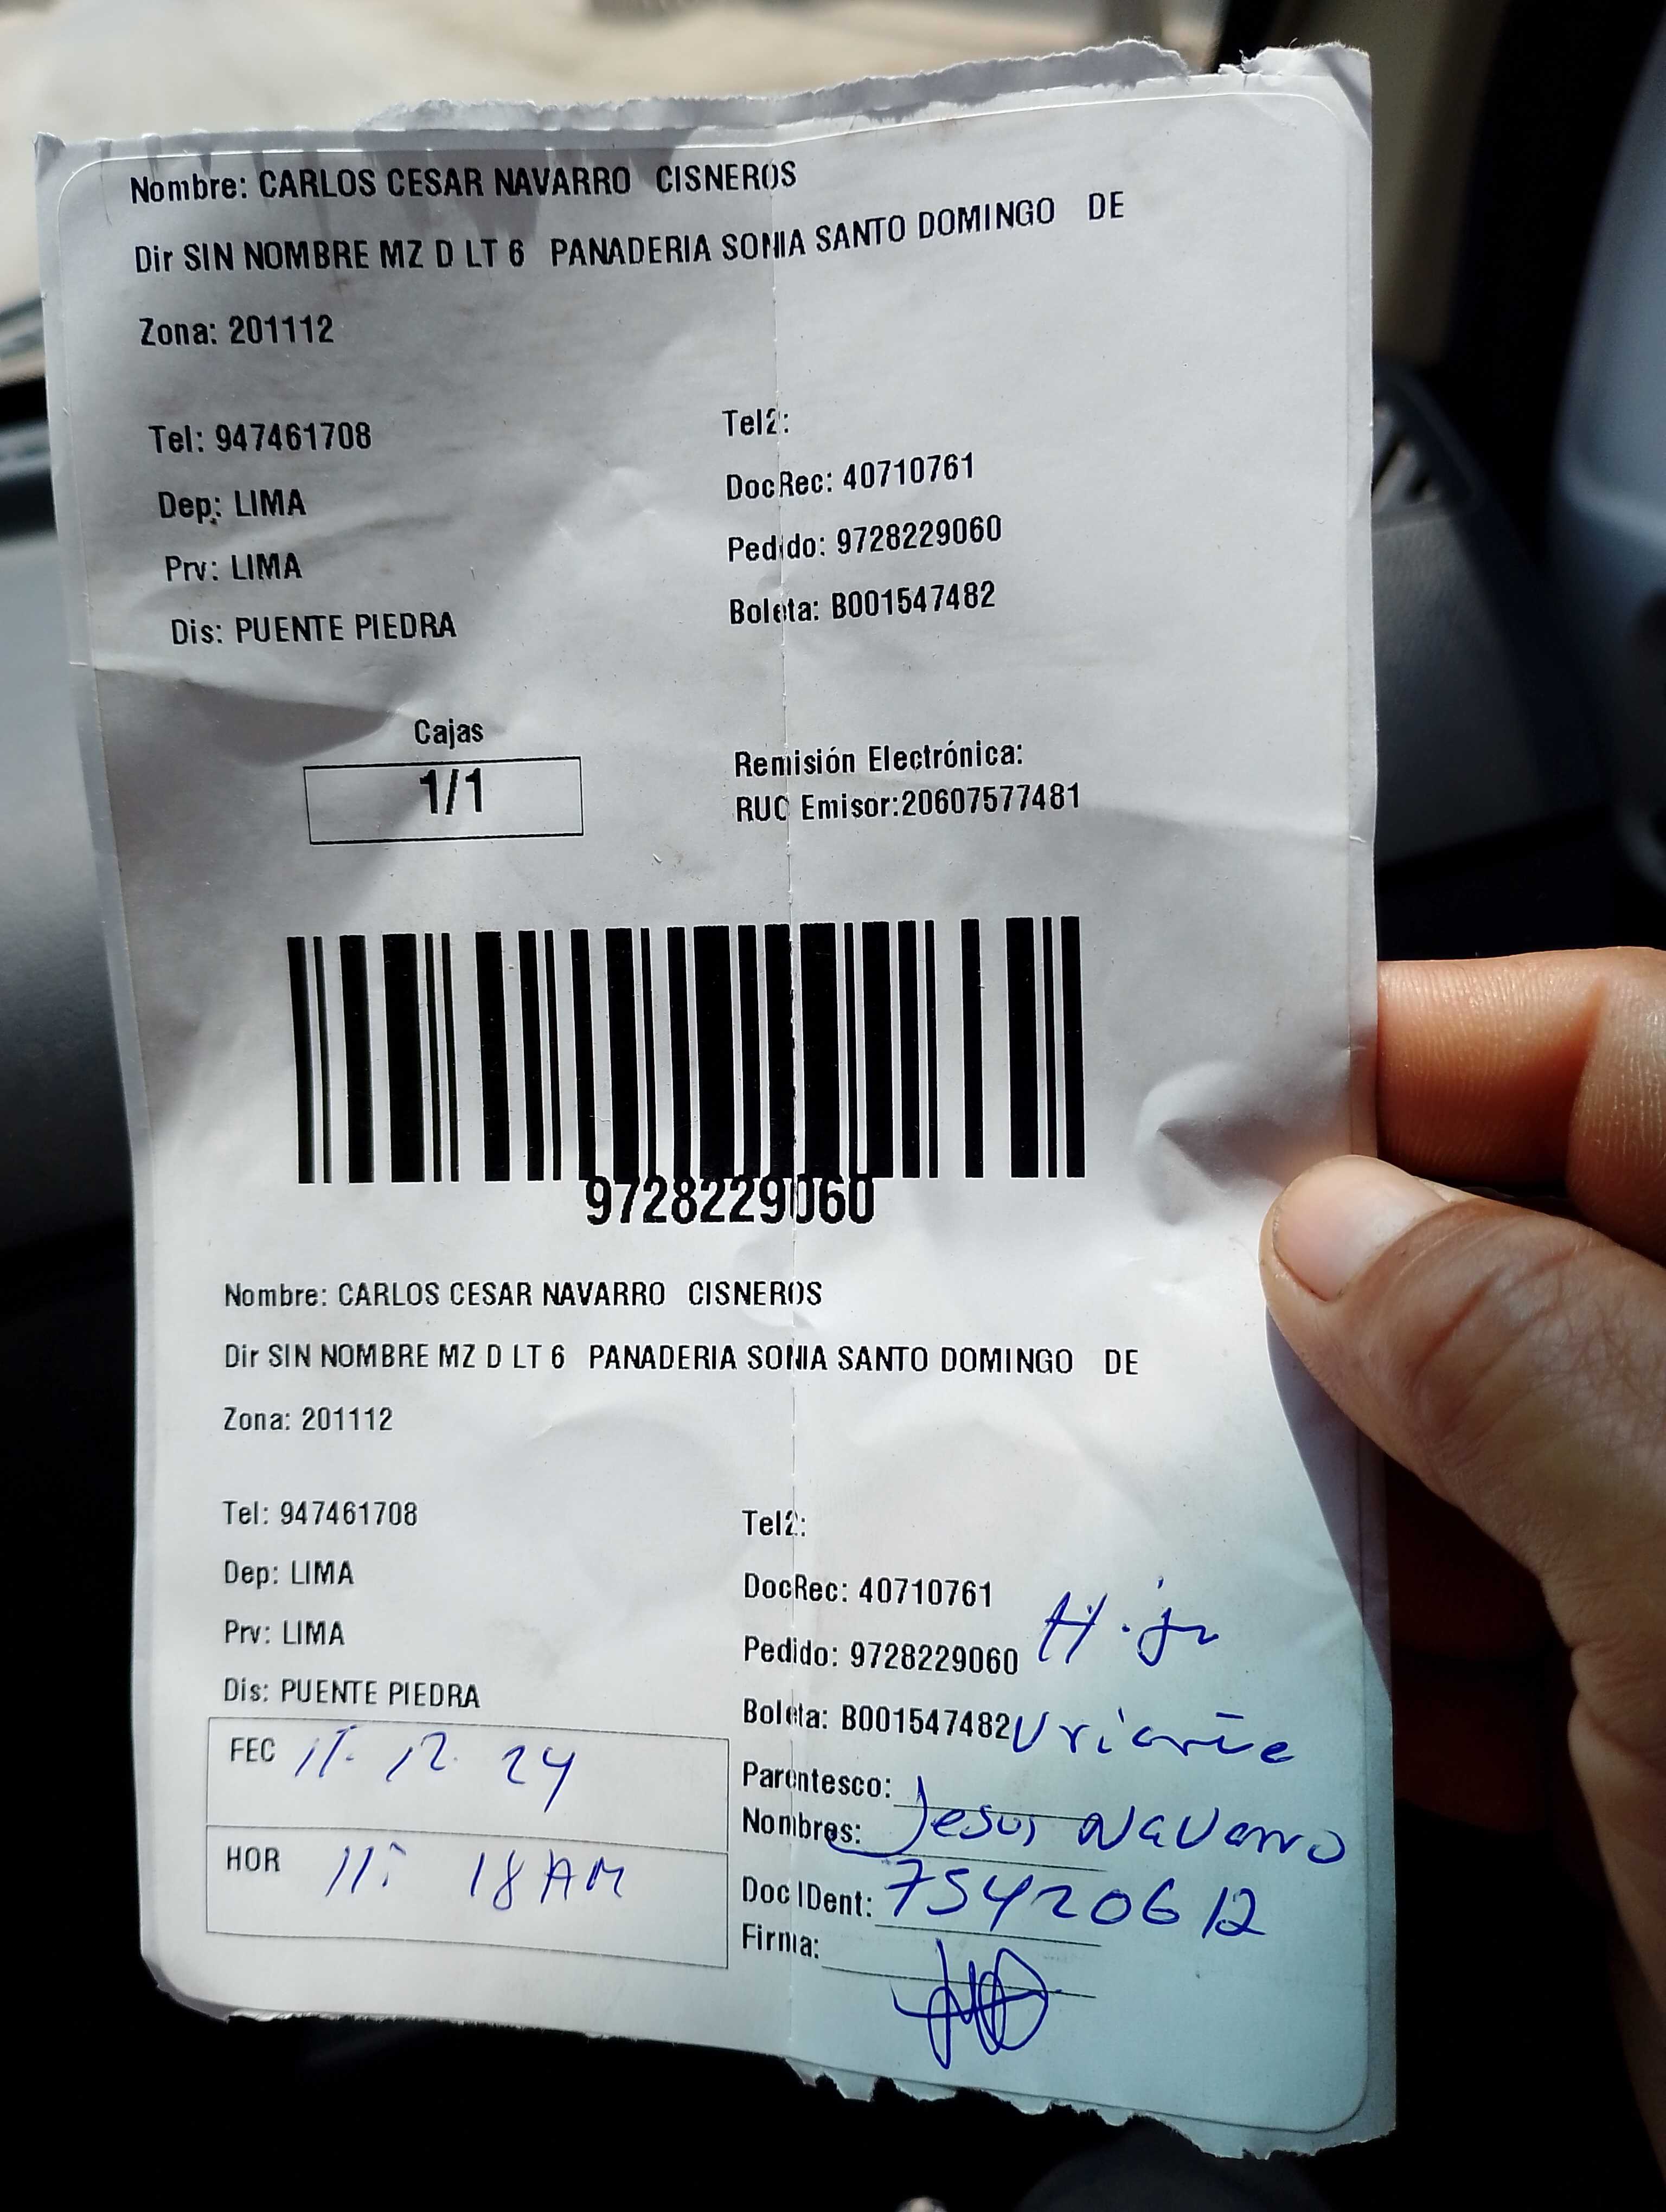 Nombre: CARLOS CESAR NAVARRO CISNEROS
Dir SIN NOMBRE MZ D LT 6 PANADERIA SONIA SANTO DOMINGO DE
Zona: 201112
Tel: 947461708
Tel2:
Dep: LIMA
DocRec: 40710761
Prv: LIMA
Pedido: 9728229060
Dis: PUENTE PIEDRA
Boleta: B001547482
Cajas
1/1
Remisión Electrónica:
RUC Emisor:20607577481
9728229060
Nombre: CARLOS CESAR NAVARRO CISNEROS
Dir SIN NOMBRE MZ D LT 6 PANADERIA SONIA SANTO DOMINGO DE
Zona: 201112
Tel: 947461708
Tel2:
Dep: LIMA
DocRec: 40710761
Prv: LIMA
Pedido: 9728229060
Dis: PUENTE PIEDRA
Boleta: B001547482
FEC 11. 12. 24
Parentesco:
Nombres: Jesus Navarro
HOR 11: 18 AM
Doc IDent: 75420612
Firma: